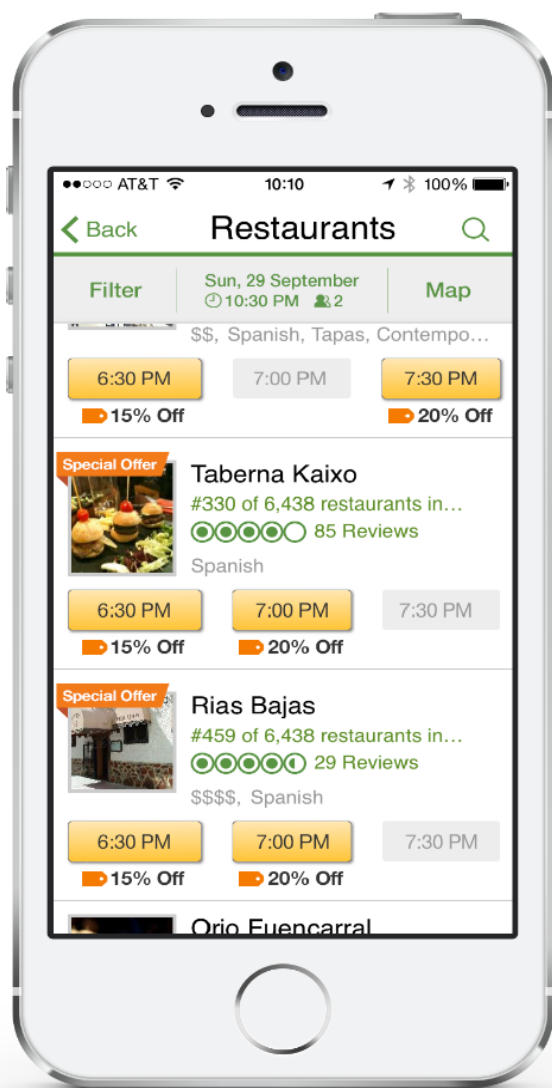 AT&T 10:10 100%
Back Restaurants
Filter Sun, 29 September Map
10:30 PM 2
$$, Spanish, Tapas, Contempo...
6:30 PM 7:00 PM 7:30 PM
15% Off 20% Off
Special Offer
Taberna Kaixo
#330 of 6,438 restaurants in...
85 Reviews
Spanish
6:30 PM 7:00 PM 7:30 PM
15% Off 20% Off
Special Offer
Rias Bajas
#459 of 6,438 restaurants in...
29 Reviews
$$$$, Spanish
6:30 PM 7:00 PM 7:30 PM
15% Off 20% Off
Orio Fuencarral